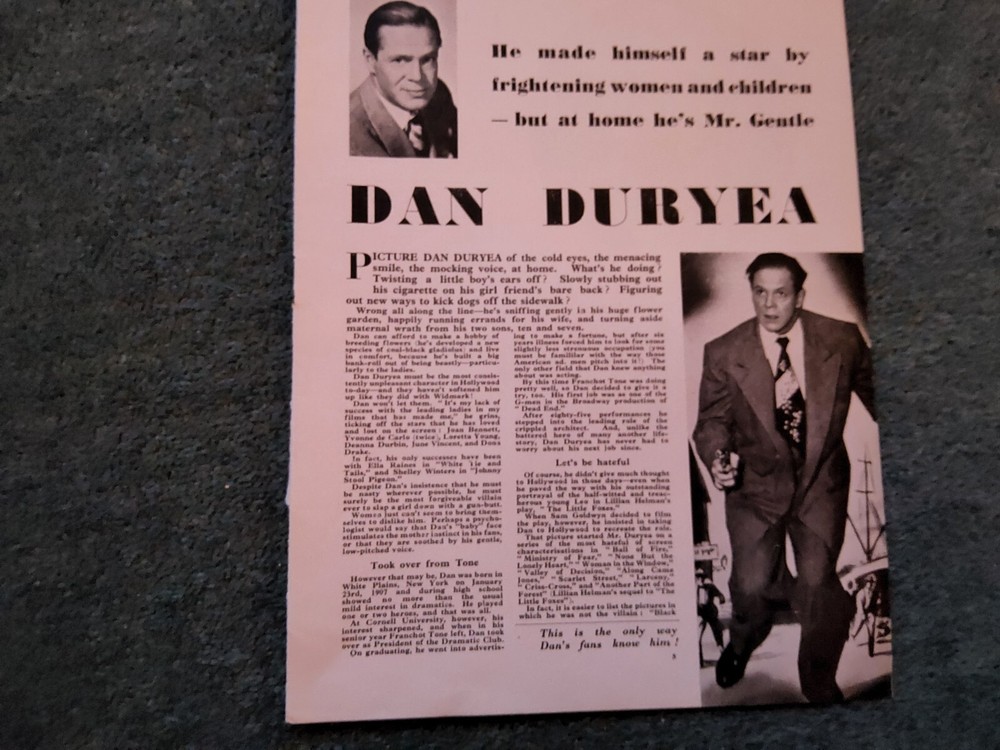 He made himself a star by
frightening women and children
— but at home he's Mr. Gentle
DAN DURYEA
PICTURE DAN DURYEA of the cold eyes, the menacing
smile, the mocking voice, at home. What's he doing?
Twisting a little boy's ears off? Slowly stubbing out
his cigarette on his girl friend's bare back? Figuring
out new ways to kick dogs off the sidewalk?
Wrong all along the line—he's sniffing gently in his huge flower
garden, happily running errands for his wife, and turning aside
maternal wrath from his two sons, ten and seven.
Dan can afford to make a hobby of
breeding flowers (he's developed a new
species of coal-black gladiolus) and live
in comfort, because he's built a big
bank-roll out of being beastly—particu-
larly to the ladies.
Dan Duryea must be the most consis-
tently unpleasant character in Hollywood
to-day—and they haven't softened him
up like they did with Widmark!
Dan won't let them. "It's my lack of
success with the leading ladies in my
films that has made me," he grins,
ticking off the stars that he has loved
and lost on the screen: Joan Bennett,
Yvonne de Carlo (twice), Loretta Young,
Deanna Durbin, June Vincent, and Dona
Drake.
In fact, his only successes have been
with Ella Raines in "White Tie and
Tails," and Shelley Winters in "Johnny
Stool Pigeon."
Despite Dan's insistence that he must
be nasty wherever possible, he must
surely be the most forgiveable villain
ever to slap a girl down with a gun-butt.
Women just can't seem to bring them-
selves to dislike him. Perhaps a psycho-
logist would say that Dan's "baby" face
stimulates the mother instinct in his fans,
or that they are soothed by his gentle,
low-pitched voice.
Took over from Tone
However that may be, Dan was born in
White Plains, New York on January
23rd, 1907 and during high school
showed no more than the usual
mild interest in dramatics. He played
one or two heroes, and that was all.
At Cornell University, however, his
interest sharpened, and when in his
senior year Franchot Tone left, Dan took
over as President of the Dramatic Club.
On graduating, he went into advertis-
ing to make a fortune, but after six
years illness forced him to look for some
slightly less strenuous occupation (you
must be familiar with the way those
American ad. men pitch into it!) The
only other field that Dan knew anything
about was acting.
By this time Franchot Tone was doing
pretty well, so Dan decided to give it a
try, too. His first job was as one of the
G-men in the Broadway production of
"Dead End."
After eighty-five performances he
stepped into the leading role of the
crippled architect. And, unlike the
battered hero of many another life-
story, Dan Duryea has never had to
worry about his next job since.
Let's be hateful
Of course, he didn't give much thought
to Hollywood in those days—even when
he paved the way with his outstanding
portrayal of the half-witted and treac-
herous young Leo in Lillian Helman's
play, "The Little Foxes."
When Sam Goldwyn decided to film
the play, however, he insisted in taking
Dan to Hollywood to recreate the role.
That picture started Mr. Duryea on a
series of the most hateful of screen
characterisations in "Ball of Fire,"
"Ministry of Fear," "None But the
Lonely Heart," "Woman in the Window,"
"Valley of Decision," "Along Came
Jones," "Scarlet Street," "Larceny,"
"Criss-Cross," and "Another Part of the
Forest" (Lillian Helman's sequel to "The
Little Foxes").
In fact, it is easier to list the pictures in
which he was not the villain: "Black
This is the only way
Dan's fans know him!
3